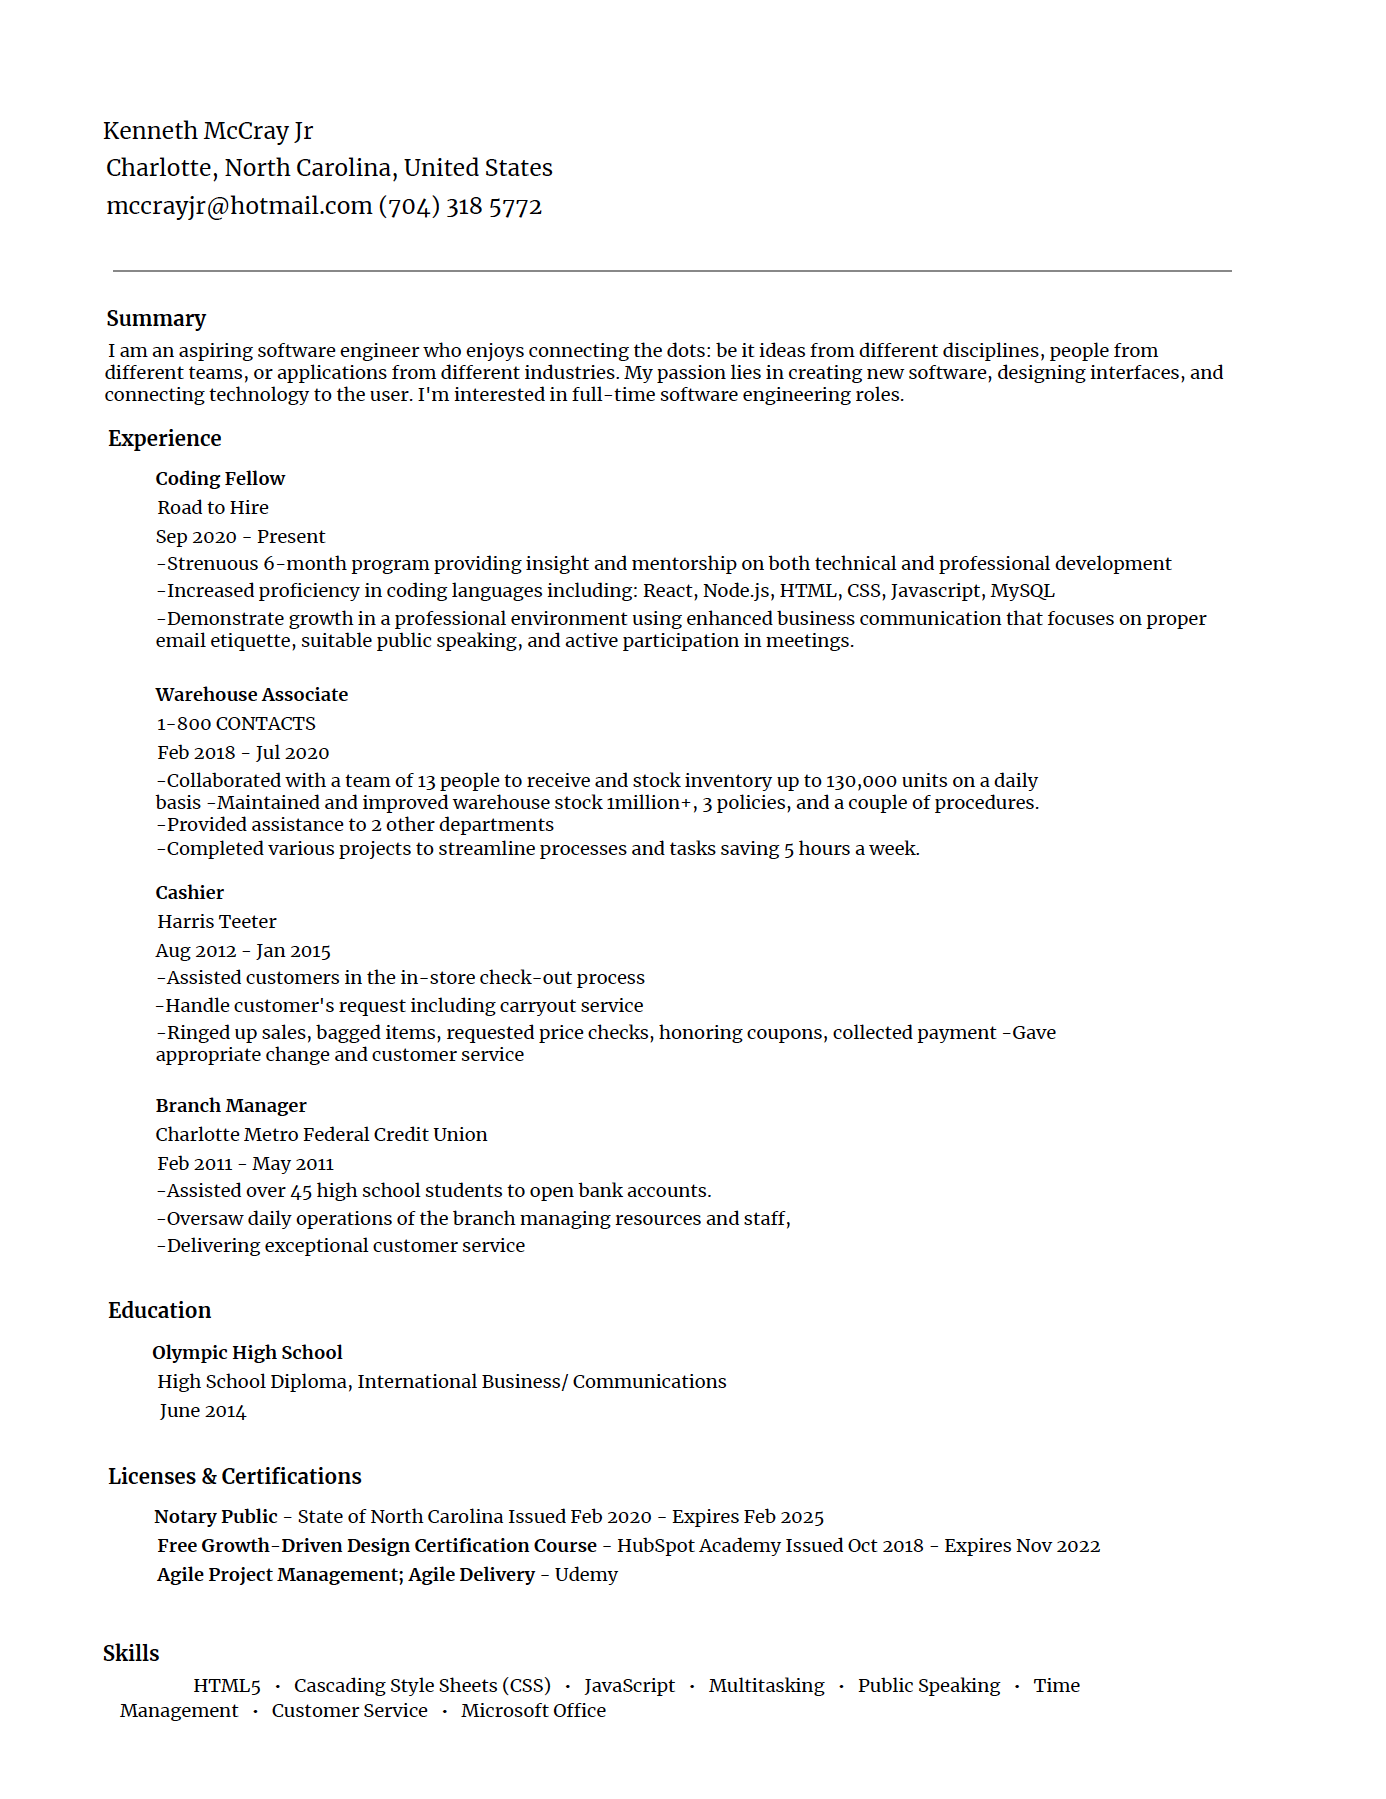 Kenneth McCray Jr
Charlotte, North Carolina, United States
mccrayjr@hotmail.com (704) 318 5772
Summary
I am an aspiring software engineer who enjoys connecting the dots: be it ideas from different disciplines, people from
different teams, or applications from different industries. My passion lies in creating new software, designing interfaces, and
connecting technology to the user. I'm interested in full-time software engineering roles.
Experience
Coding Fellow
Road to Hire
Sep 2020 - Present
-Strenuous 6-month program providing insight and mentorship on both technical and professional development
-Increased proficiency in coding languages including: React, Node.js, HTML, CSS, Javascript, MySQL
-Demonstrate growth in a professional environment using enhanced business communication that focuses on proper
email etiquette, suitable public speaking, and active participation in meetings.
Warehouse Associate
1-800 CONTACTS
Feb 2018 - Jul 2020
-Collaborated with a team of 13 people to receive and stock inventory up to 130,000 units on a daily
basis -Maintained and improved warehouse stock 1million+, 3 policies, and a couple of procedures.
-Provided assistance to 2 other departments
-Completed various projects to streamline processes and tasks saving 5 hours a week.
Cashier
Harris Teeter
Aug 2012 - Jan 2015
-Assisted customers in the in-store check-out process
-Handle customer's request including carryout service
-Ringed up sales, bagged items, requested price checks, honoring coupons, collected payment -Gave
appropriate change and customer service
Branch Manager
Charlotte Metro Federal Credit Union
Feb 2011 - May 2011
-Assisted over 45 high school students to open bank accounts.
-Oversaw daily operations of the branch managing resources and staff,
-Delivering exceptional customer service
Education
Olympic High School
High School Diploma, International Business/ Communications
June 2014
Licenses & Certifications
Notary Public - State of North Carolina Issued Feb 2020 - Expires Feb 2025
Free Growth-Driven Design Certification Course - HubSpot Academy Issued Oct 2018 - Expires Nov 2022
Agile Project Management; Agile Delivery - Udemy
Skills
HTML5 • Cascading Style Sheets (CSS) • JavaScript • Multitasking • Public Speaking • Time
Management • Customer Service • Microsoft Office